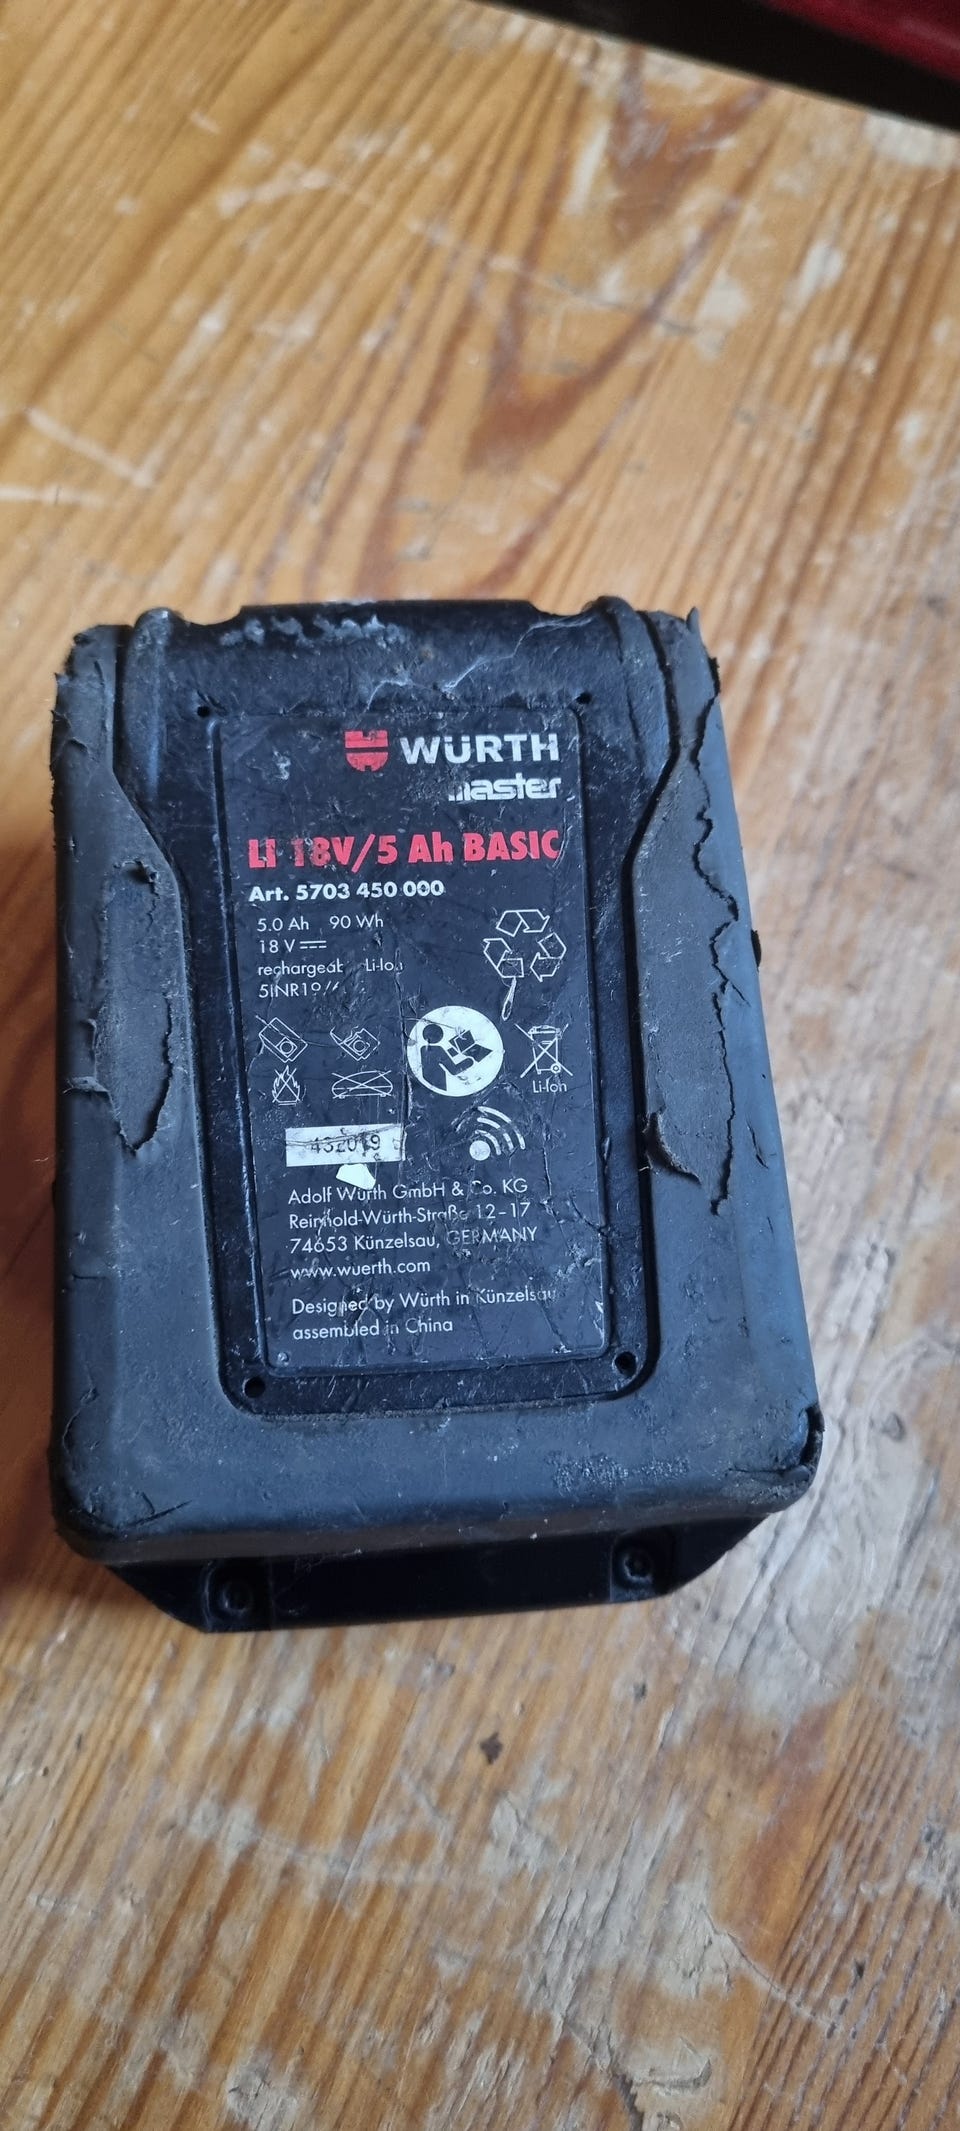 WÜRTH
master
LI 18V/5 Ah BASIC
Art. 5703 450 000
5.0 Ah 90 Wh
18 V
Li-Ion
Li-Ion
Adolf Würth GmbH & Co. KG
Reinhold-Würth-Straße 12-17
74653 Künzelsau, GERMANY
www.wuerth.com
Designed by Würth in Künzelsau
assembled in China